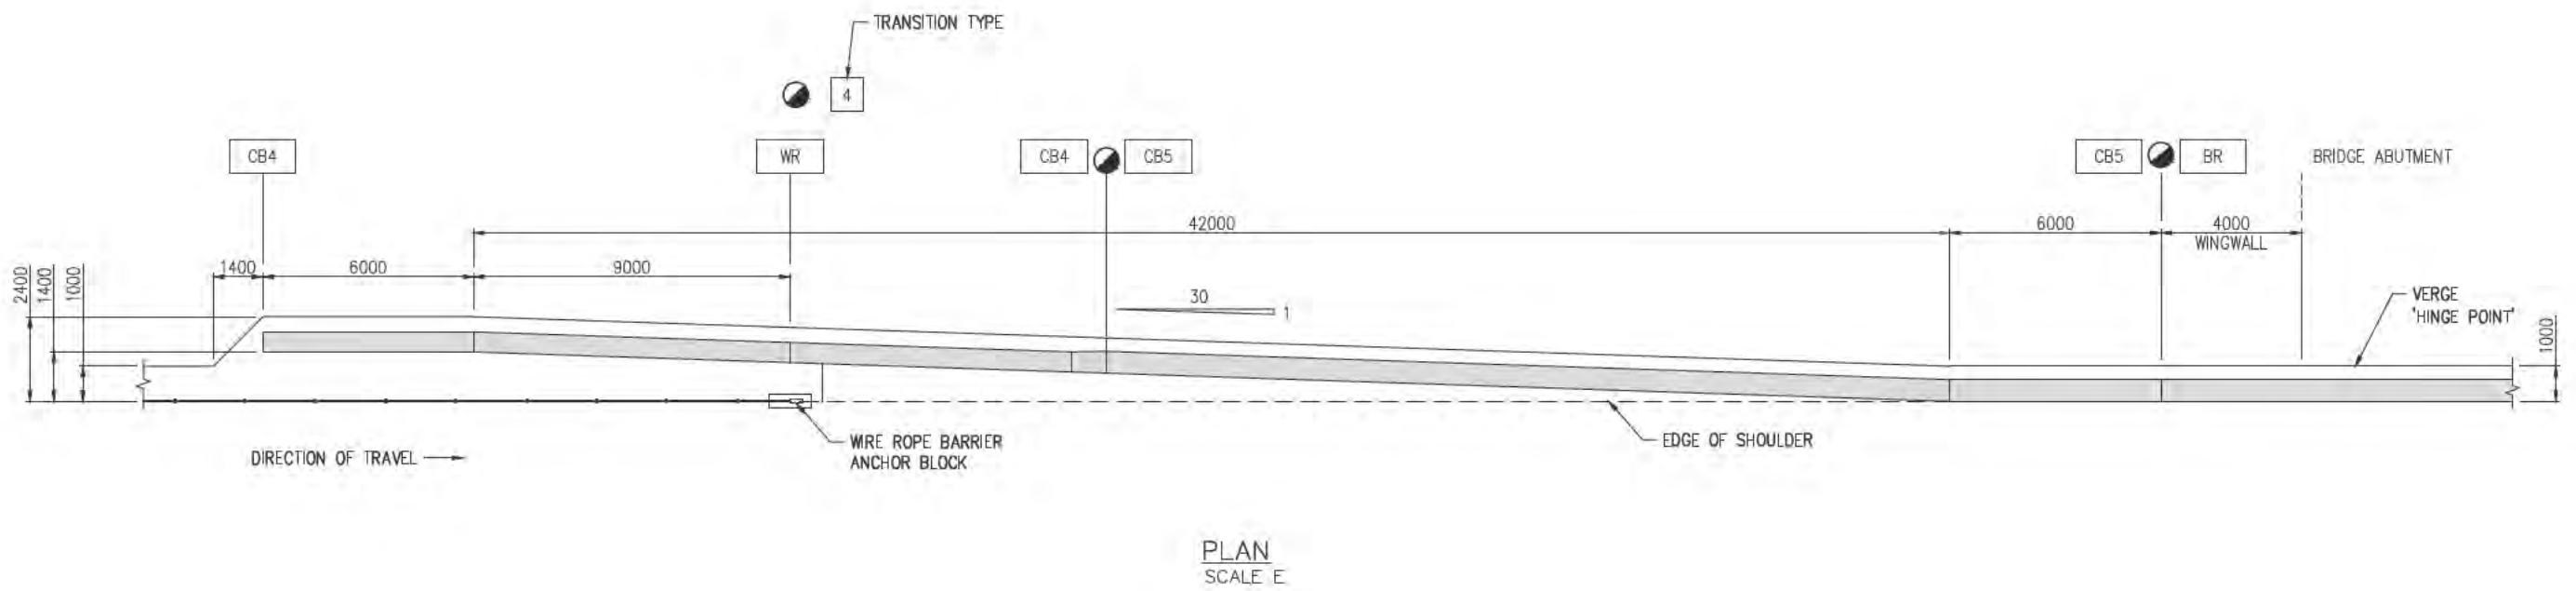 TRANSITION TYPE
4
CB4
WR
CB4
CB5
CB5
BR
BRIDGE ABUTMENT
42000
6000
4000
WINGWALL
1400
6000
9000
2400
1400
1000
30
1
VERGE
'HINGE POINT'
1000
WIRE ROPE BARRIER
ANCHOR BLOCK
EDGE OF SHOULDER
DIRECTION OF TRAVEL
PLAN
SCALE E